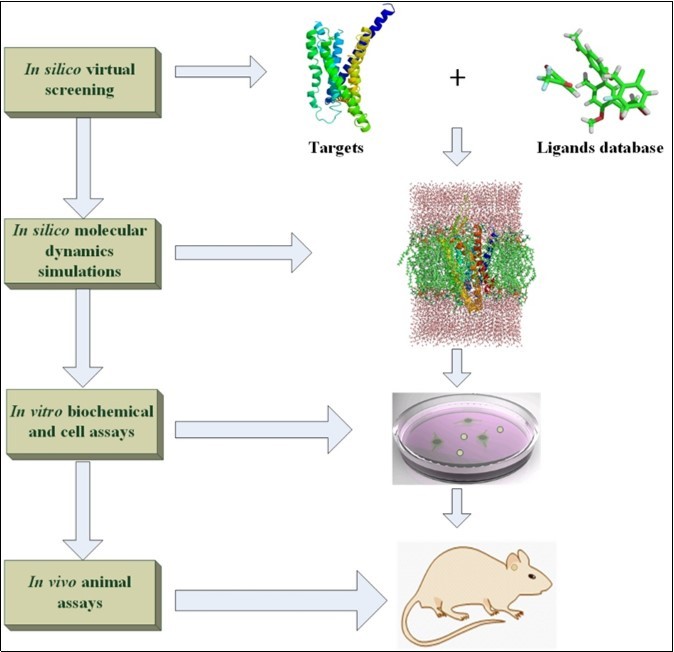 In silico virtual
screening
+
Targets
Ligands database
In silico molecular
dynamics
simulations
In vitro biochemical
and cell assays
In vivo animal
assays